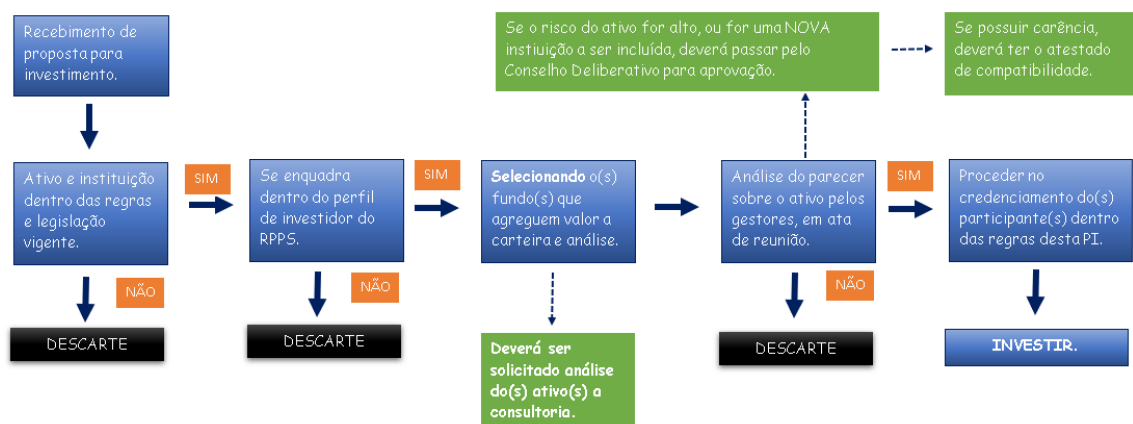 Recebimento de
proposta para
investimento.
Se o risco do ativo for alto, ou for uma NOVA
instiuição a ser incluída, deverá passar pelo
Conselho Deliberativo para aprovação.
Se possuir carência,
deverá ter o atestado
de compatibilidade.
Ativo e instituição
dentro das regras
e legislação
vigente.
SIM
NÃO
DESCARTE
Se enquadra
dentro do perfil
de investidor do
RPPS.
SIM
NÃO
DESCARTE
Selecionando o(s)
fundo(s) que
agreguem valor a
carteira e análise.
Deverá ser
solicitado análise
do(s) ativo(s) a
consultoria.
Análise do parecer
sobre o ativo pelos
gestores, em ata
de reunião.
SIM
NÃO
DESCARTE
Proceder no
credenciamento do(s)
participante(s) dentro
das regras desta PI.
INVESTIR.